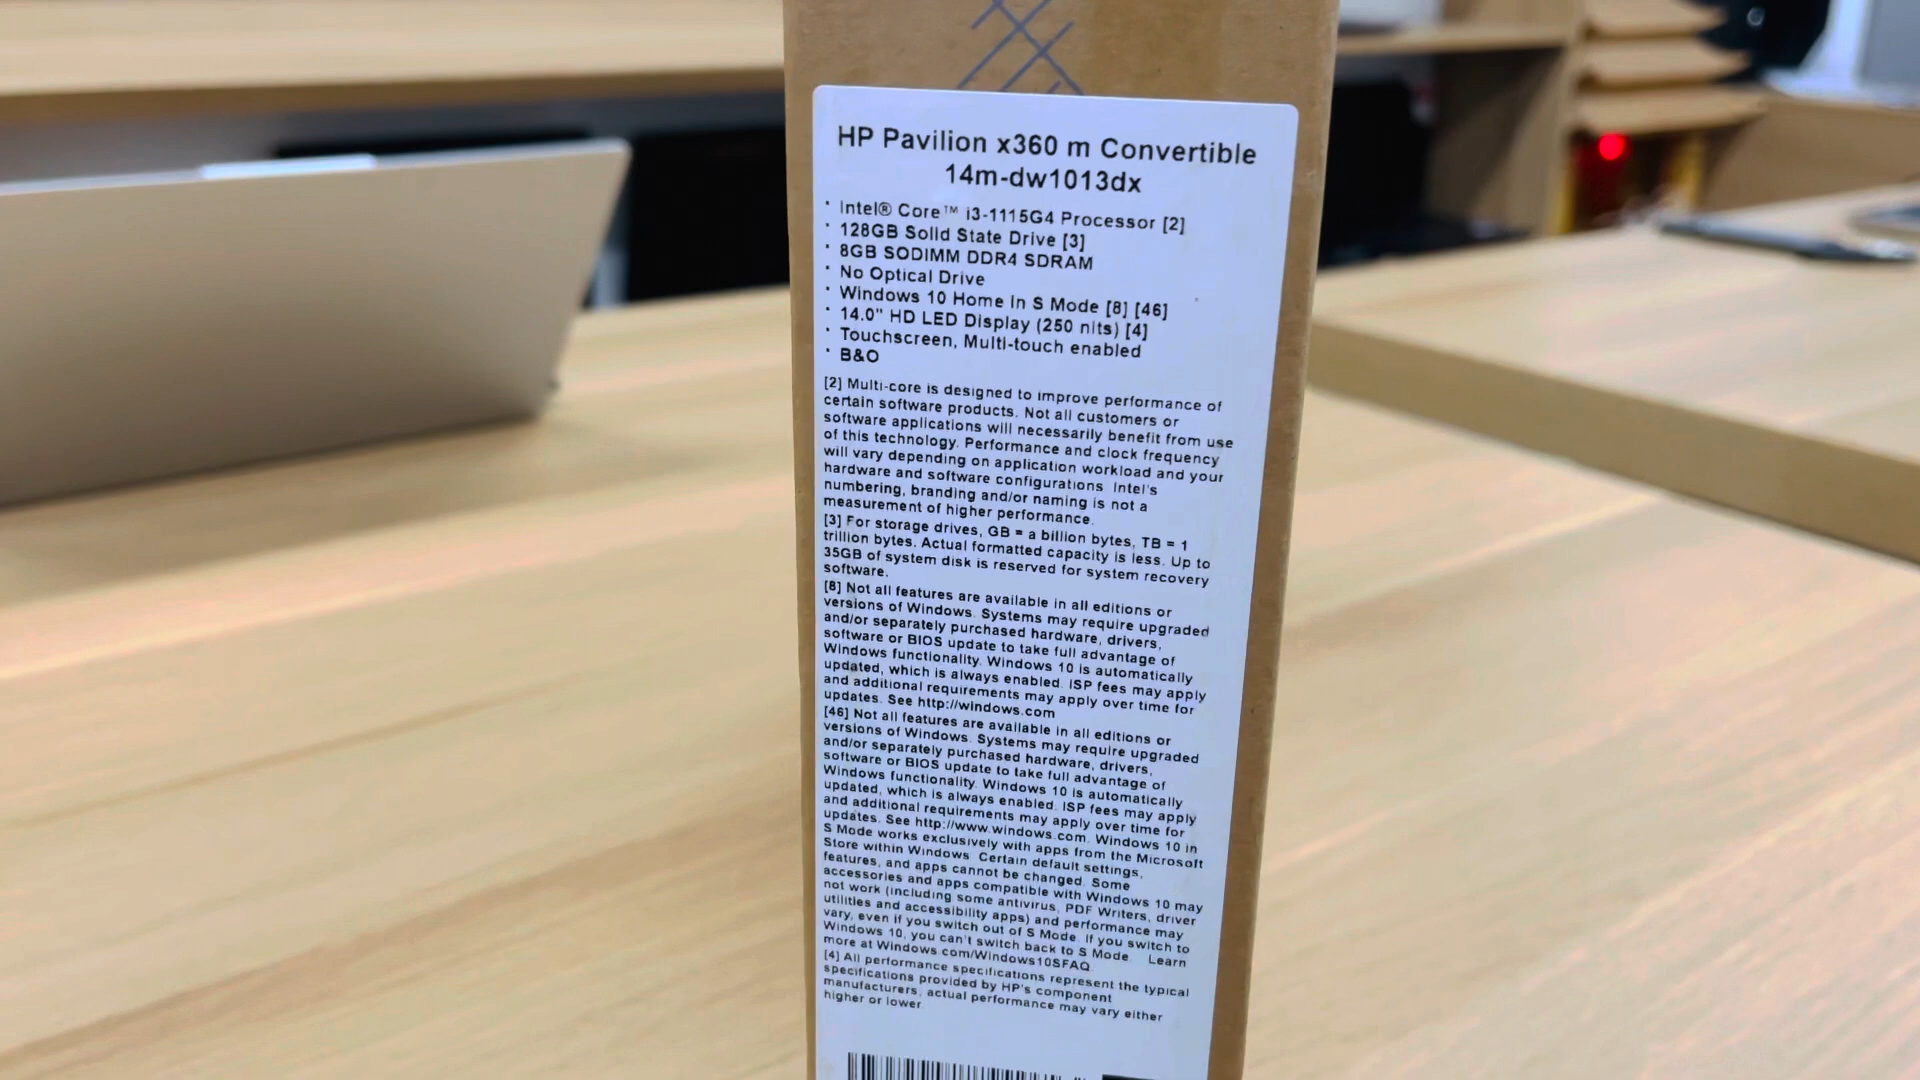 HP Pavilion x360 m Convertible
14m-dw1013dx
· Intel® Core™ i3-1115G4 Processor [2]
· 128GB Solid State Drive [3]
· 8GB SODIMM DDR4 SDRAM
· No Optical Drive
· Windows 10 Home In S Mode [8] [46]
· 14.0" HD LED Display (250 nits) [4]
· Touchscreen, Multi-touch enabled
· B&O
[2] Multi-core is designed to improve performance of
certain software products. Not all customers or
software applications will necessarily benefit from use
of this technology. Performance and clock frequency
will vary depending on application workload and your
hardware and software configurations. Intel's
numbering, branding and/or naming is not a
measurement of higher performance.
[3] For storage drives, GB = a billion bytes, TB = 1
trillion bytes. Actual formatted capacity is less. Up to
35GB of system disk is reserved for system recovery
software.
[8] Not all features are available in all editions or
versions of Windows. Systems may require upgraded
and/or separately purchased hardware, drivers,
software or BIOS update to take full advantage of
Windows functionality. Windows 10 is automatically
updated, which is always enabled. ISP fees may apply
and additional requirements may apply over time for
updates. See http://windows.com
[46] Not all features are available in all editions or
versions of Windows. Systems may require upgraded
and/or separately purchased hardware, drivers,
software or BIOS update to take full advantage of
Windows functionality. Windows 10 is automatically
updated, which is always enabled. ISP fees may apply
and additional requirements may apply over time for
updates. See http://www.windows.com. Windows 10 in
S Mode works exclusively with apps from the Microsoft
Store within Windows. Certain default settings,
features, and apps cannot be changed. Some
accessories and apps compatible with Windows 10 may
not work (including some antivirus, PDF Writers, driver
utilities and accessibility apps) and performance may
vary, even if you switch out of S Mode. If you switch to
Windows 10, you can't switch back to S Mode. Learn
more at Windows.com/Windows10SFAQ.
[4] All performance specifications represent the typical
specifications provided by HP's component
manufacturers; actual performance may vary either
higher or lower